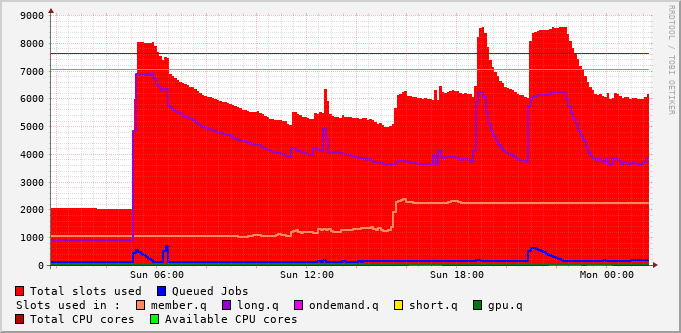 9000
8000
7000
6000
5000
4000
3000
2000
1000
0
Sun 06:00 Sun 12:00 Sun 18:00 Mon 00:00
Total slots used Queued Jobs
Slots used in : member.q long.q ondemand.q short.q gpu.q
Total CPU cores Available CPU cores
RRDTOOL / TOBI OETIKER